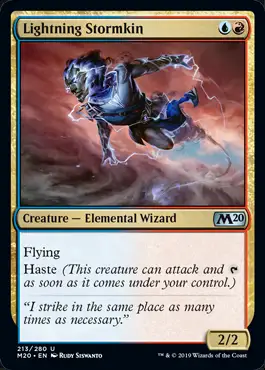 Lightning Stormkin
Creature — Elemental Wizard
M20
Flying
Haste (This creature can attack and
as soon as it comes under your control.)
“I strike in the same place as many
times as necessary.”
2/2
213/280 U
M20 • EN Rudy Siswanto
™ & © 2019 Wizards of the Coast